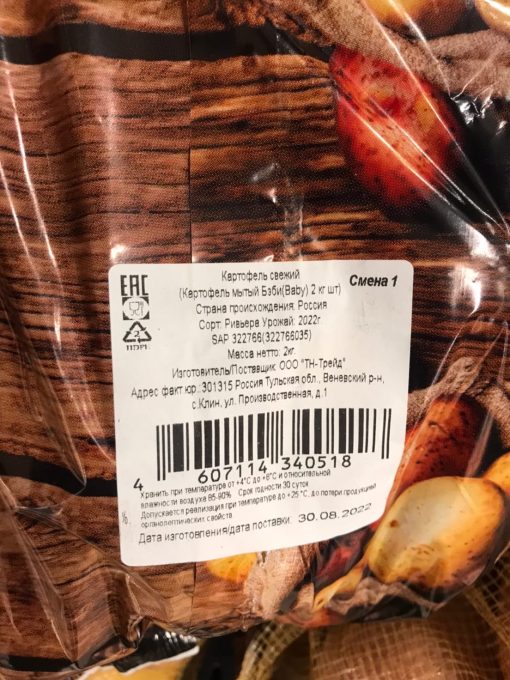 EAC
Картофель свежий
Смена 1
(Картофель мытый Бэби(Baby) 2 кг шт)
Страна происхождения: Россия
Сорт: Ривьера Урожай: 2022г.
SAP 322766(322766035)
Масса нетто: 2кг.
Изготовитель/Поставщик: ООО "ТН-Трейд"
Адрес факт.юр.:301315 Россия Тульская обл., Веневский р-н,
с.Клин, ул. Производственная, д.1
4 607114 340518
Хранить при температуре от +4°С до +6°С и относительной
влажности воздуха 85-90% Срок годности 30 суток
Допускается реализация при температуре до +25 °С, до потери продукцией
органолептических свойств.
Дата изготовления/дата поставки: 30.08.2022